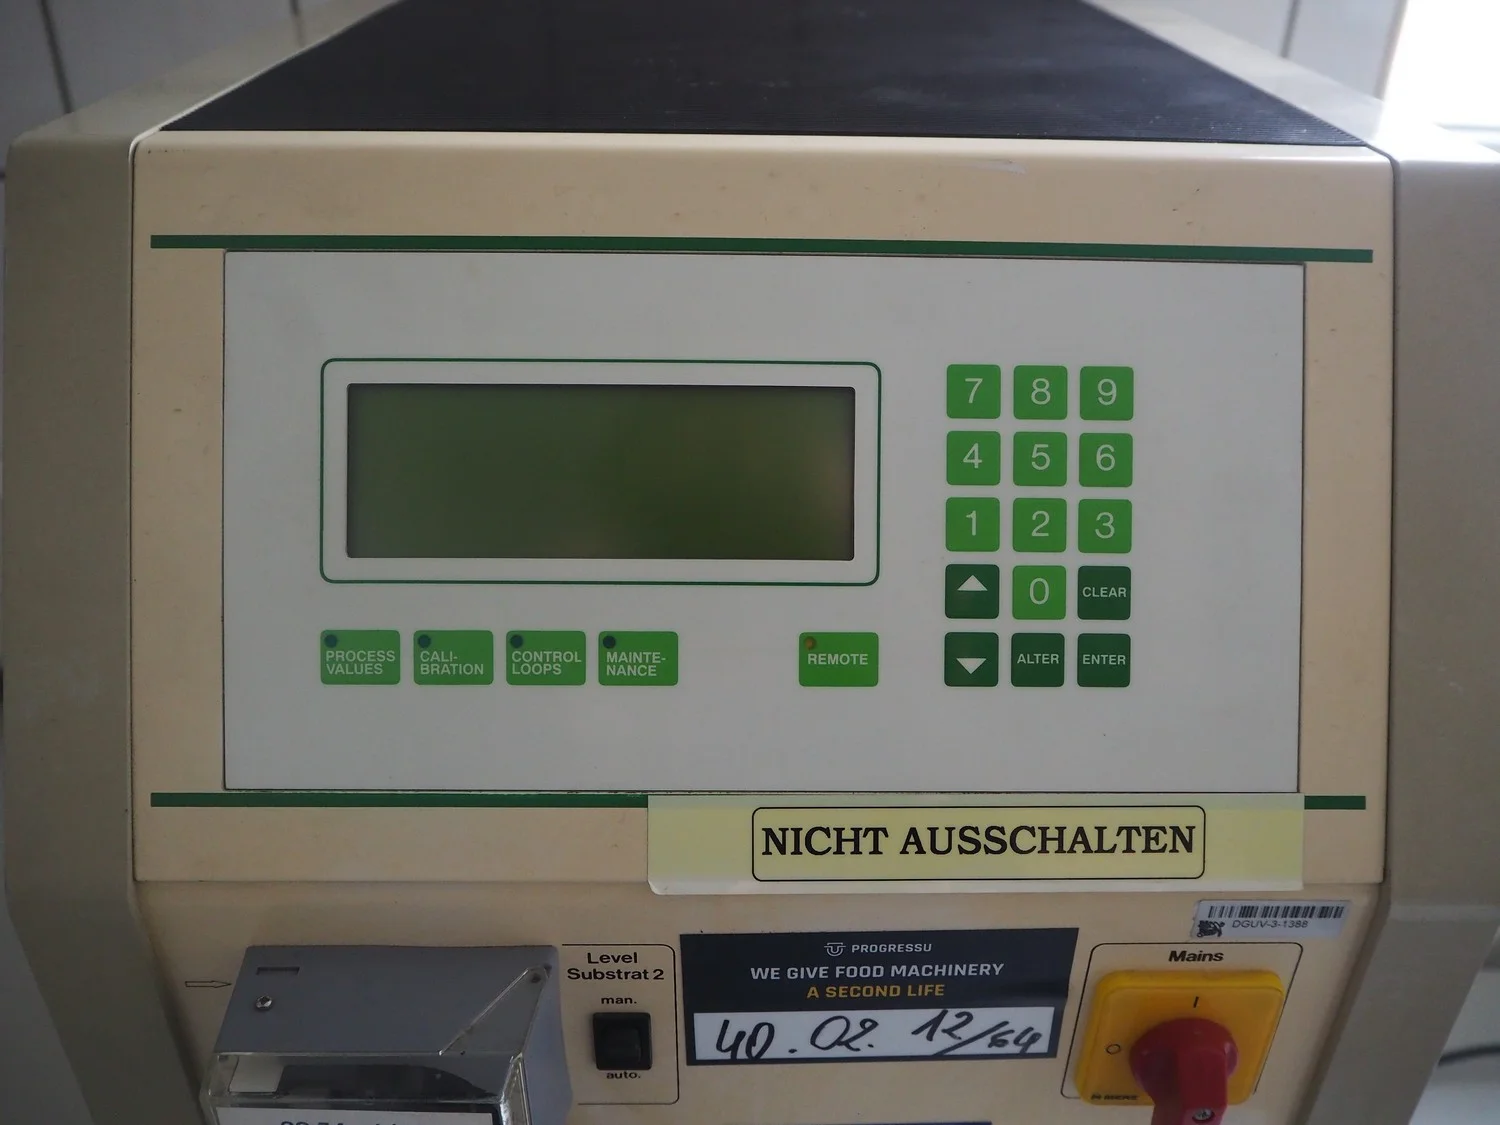 7 8 9
4 5 6
1 2 3
0 CLEAR
ALTER ENTER
PROCESS
VALUES
CALI-
BRATION
CONTROL
LOOPS
MAINTE-
NANCE
REMOTE
NICHT AUSSCHALTEN
DGUV-3-1388
Level
Substrat 2
man.
auto.
PROGRESSU
WE GIVE FOOD MACHINERY
A SECOND LIFE
40.02.12/64
Mains
I
O